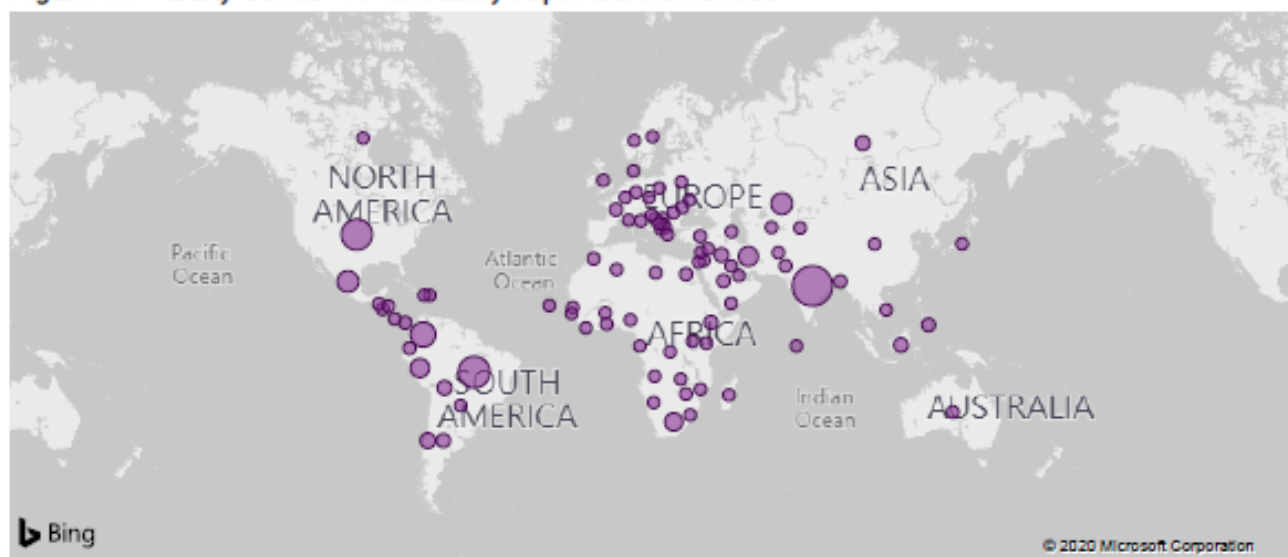 NORTH
AMERICA
EUROPE
ASIA
Pacific
Ocean
Atlantic
Ocean
AFRICA
SOUTH
AMERICA
Indian
Ocean
AUSTRALIA
Bing
© 2020 Microsoft Corporation